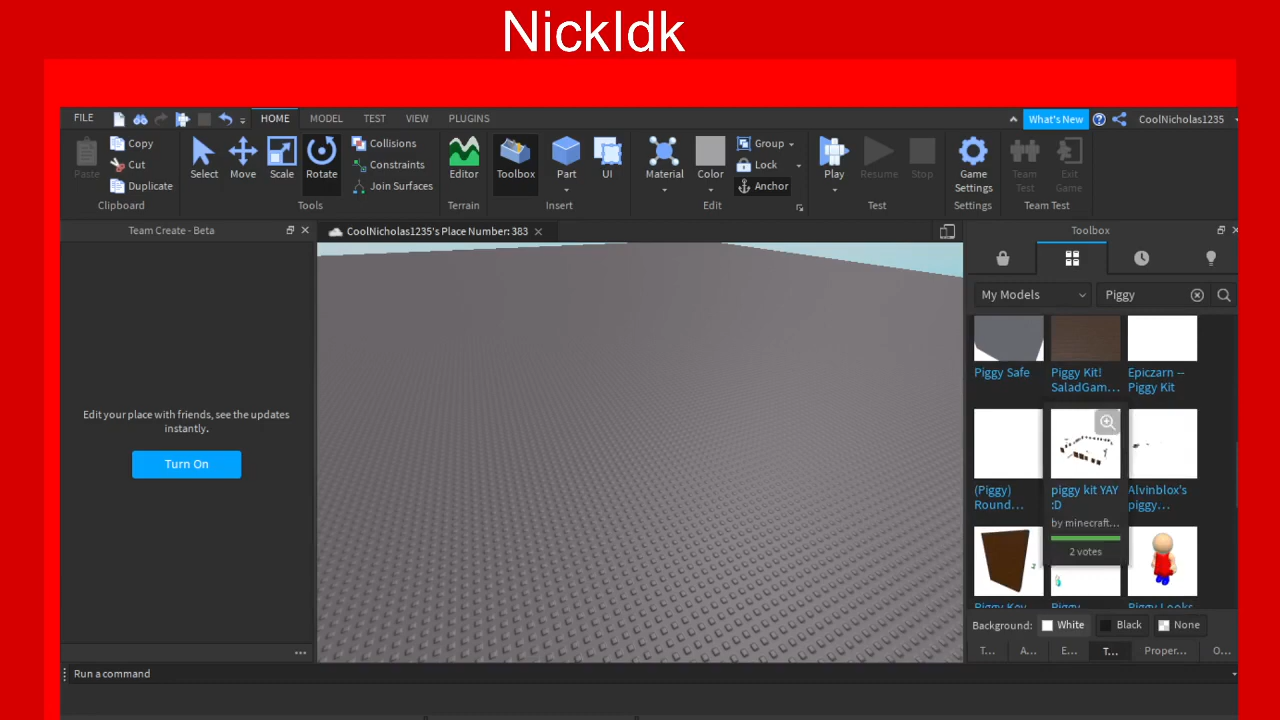 NickIdk
FILE HOME MODEL TEST VIEW PLUGINS What's New CoolNicholas1235
Paste Copy Cut Duplicate
Clipboard
Select Move Scale Rotate Collisions Constraints Join Surfaces
Tools
Editor
Terrain
Toolbox Part UI
Insert
Material Color Group Lock Anchor
Edit
Play Resume Stop
Test
Game Settings
Settings
Team Test Exit Game
Team Test
Team Create - Beta
CoolNicholas1235's Place Number: 383
Toolbox
Edit your place with friends, see the updates
instantly.
Turn On
My Models Piggy
Piggy Safe
Piggy Kit!
SaladGam...
Epiczarn --
Piggy Kit
(Piggy)
Round...
piggy kit YAY
:D
by minecraft...
2 votes
Alvinblox's
piggy...
Piggy Key
Piggy
Piggy Looks
Background: White Black None
T... A... E... T... Proper... O...
Run a command